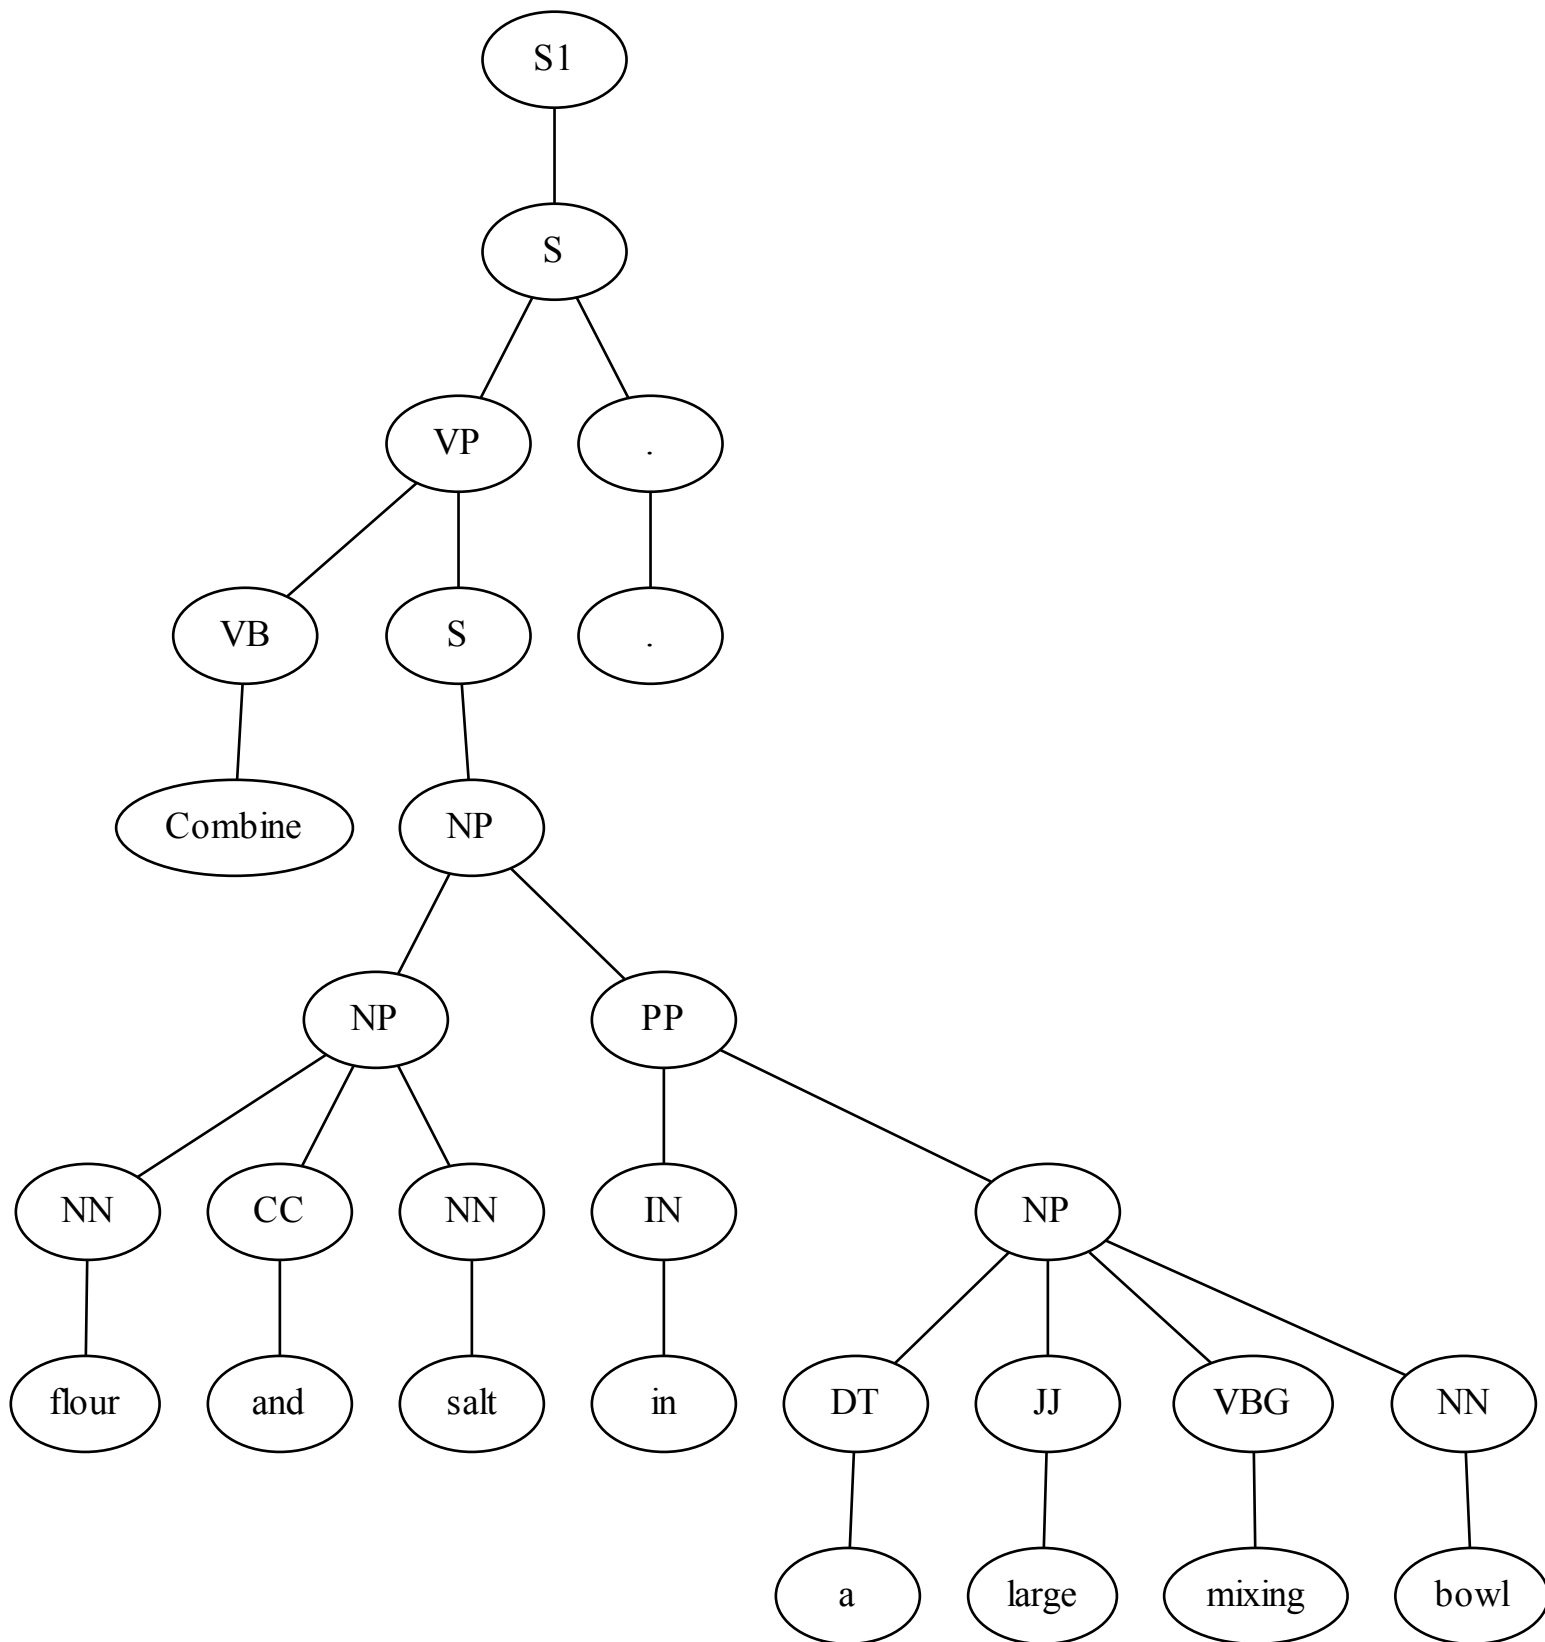 S1
S
VP .
VB S .
Combine NP
NP PP
NN CC NN IN NP
flour and salt in DT JJ VBG NN
a large mixing bowl